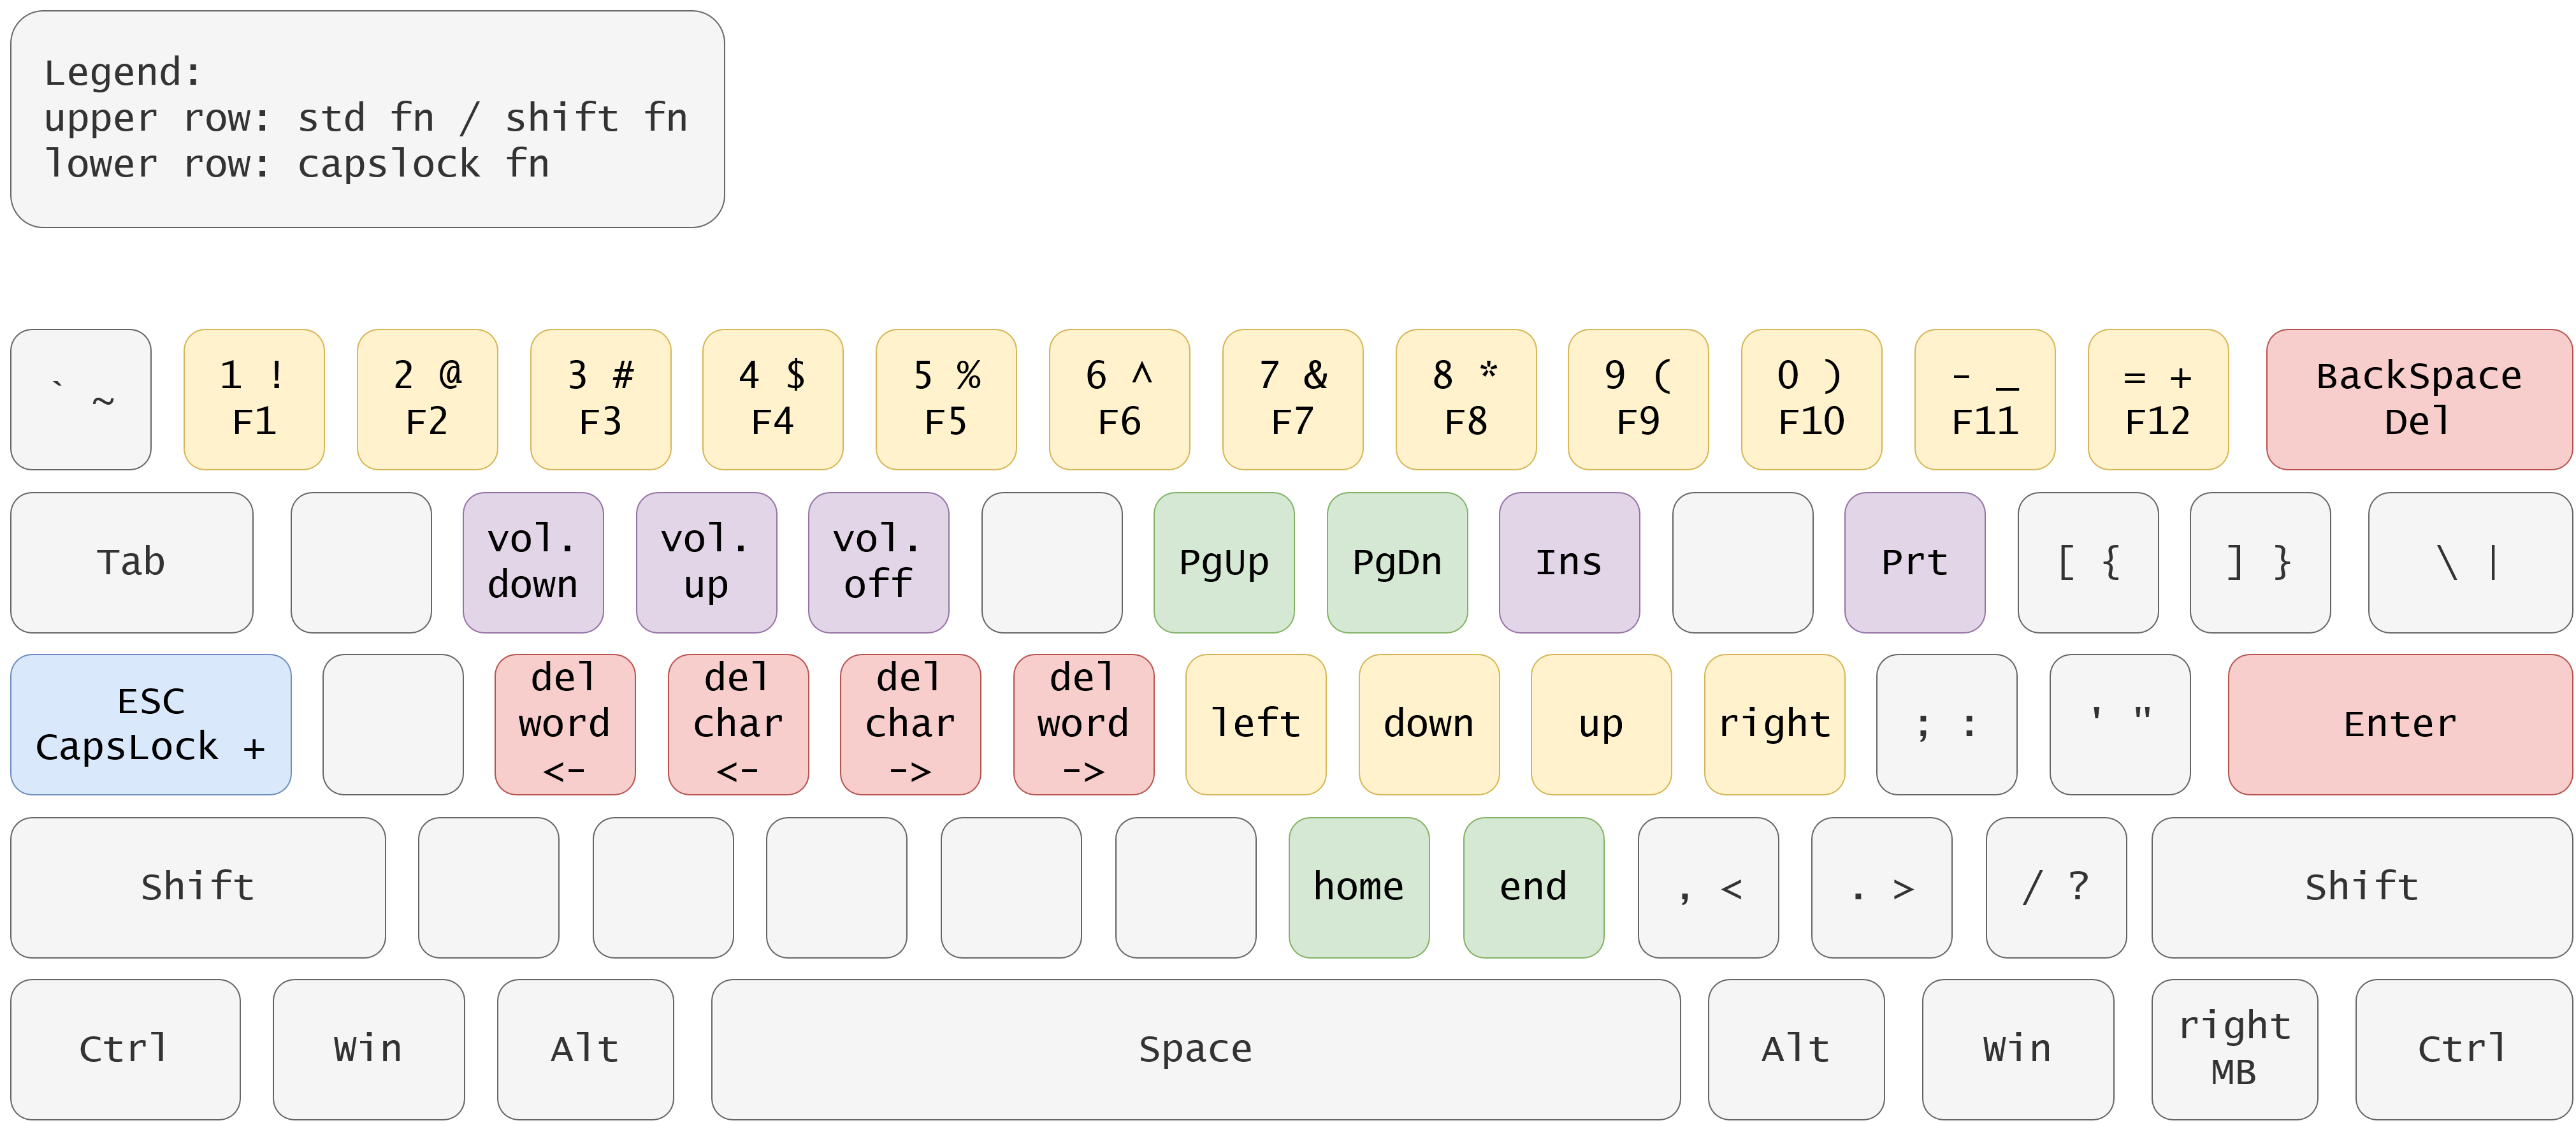 Legend:
upper row: std fn / shift fn
lower row: capslock fn
` ~
1 !
F1
2 @
F2
3 #
F3
4 $
F4
5 %
F5
6 ^
F6
7 &
F7
8 *
F8
9 (
F9
0 )
F10
- _
F11
= +
F12
BackSpace
Del
Tab
vol.
down
vol.
up
vol.
off
PgUp
PgDn
Ins
Prt
[ {
] }
\ |
ESC
CapsLock +
del
word
<-
del
char
<-
del
char
->
del
word
->
left
down
up
right
; :
' "
Enter
Shift
home
end
, <
. >
/ ?
Shift
Ctrl
Win
Alt
Space
Alt
Win
right
MB
Ctrl